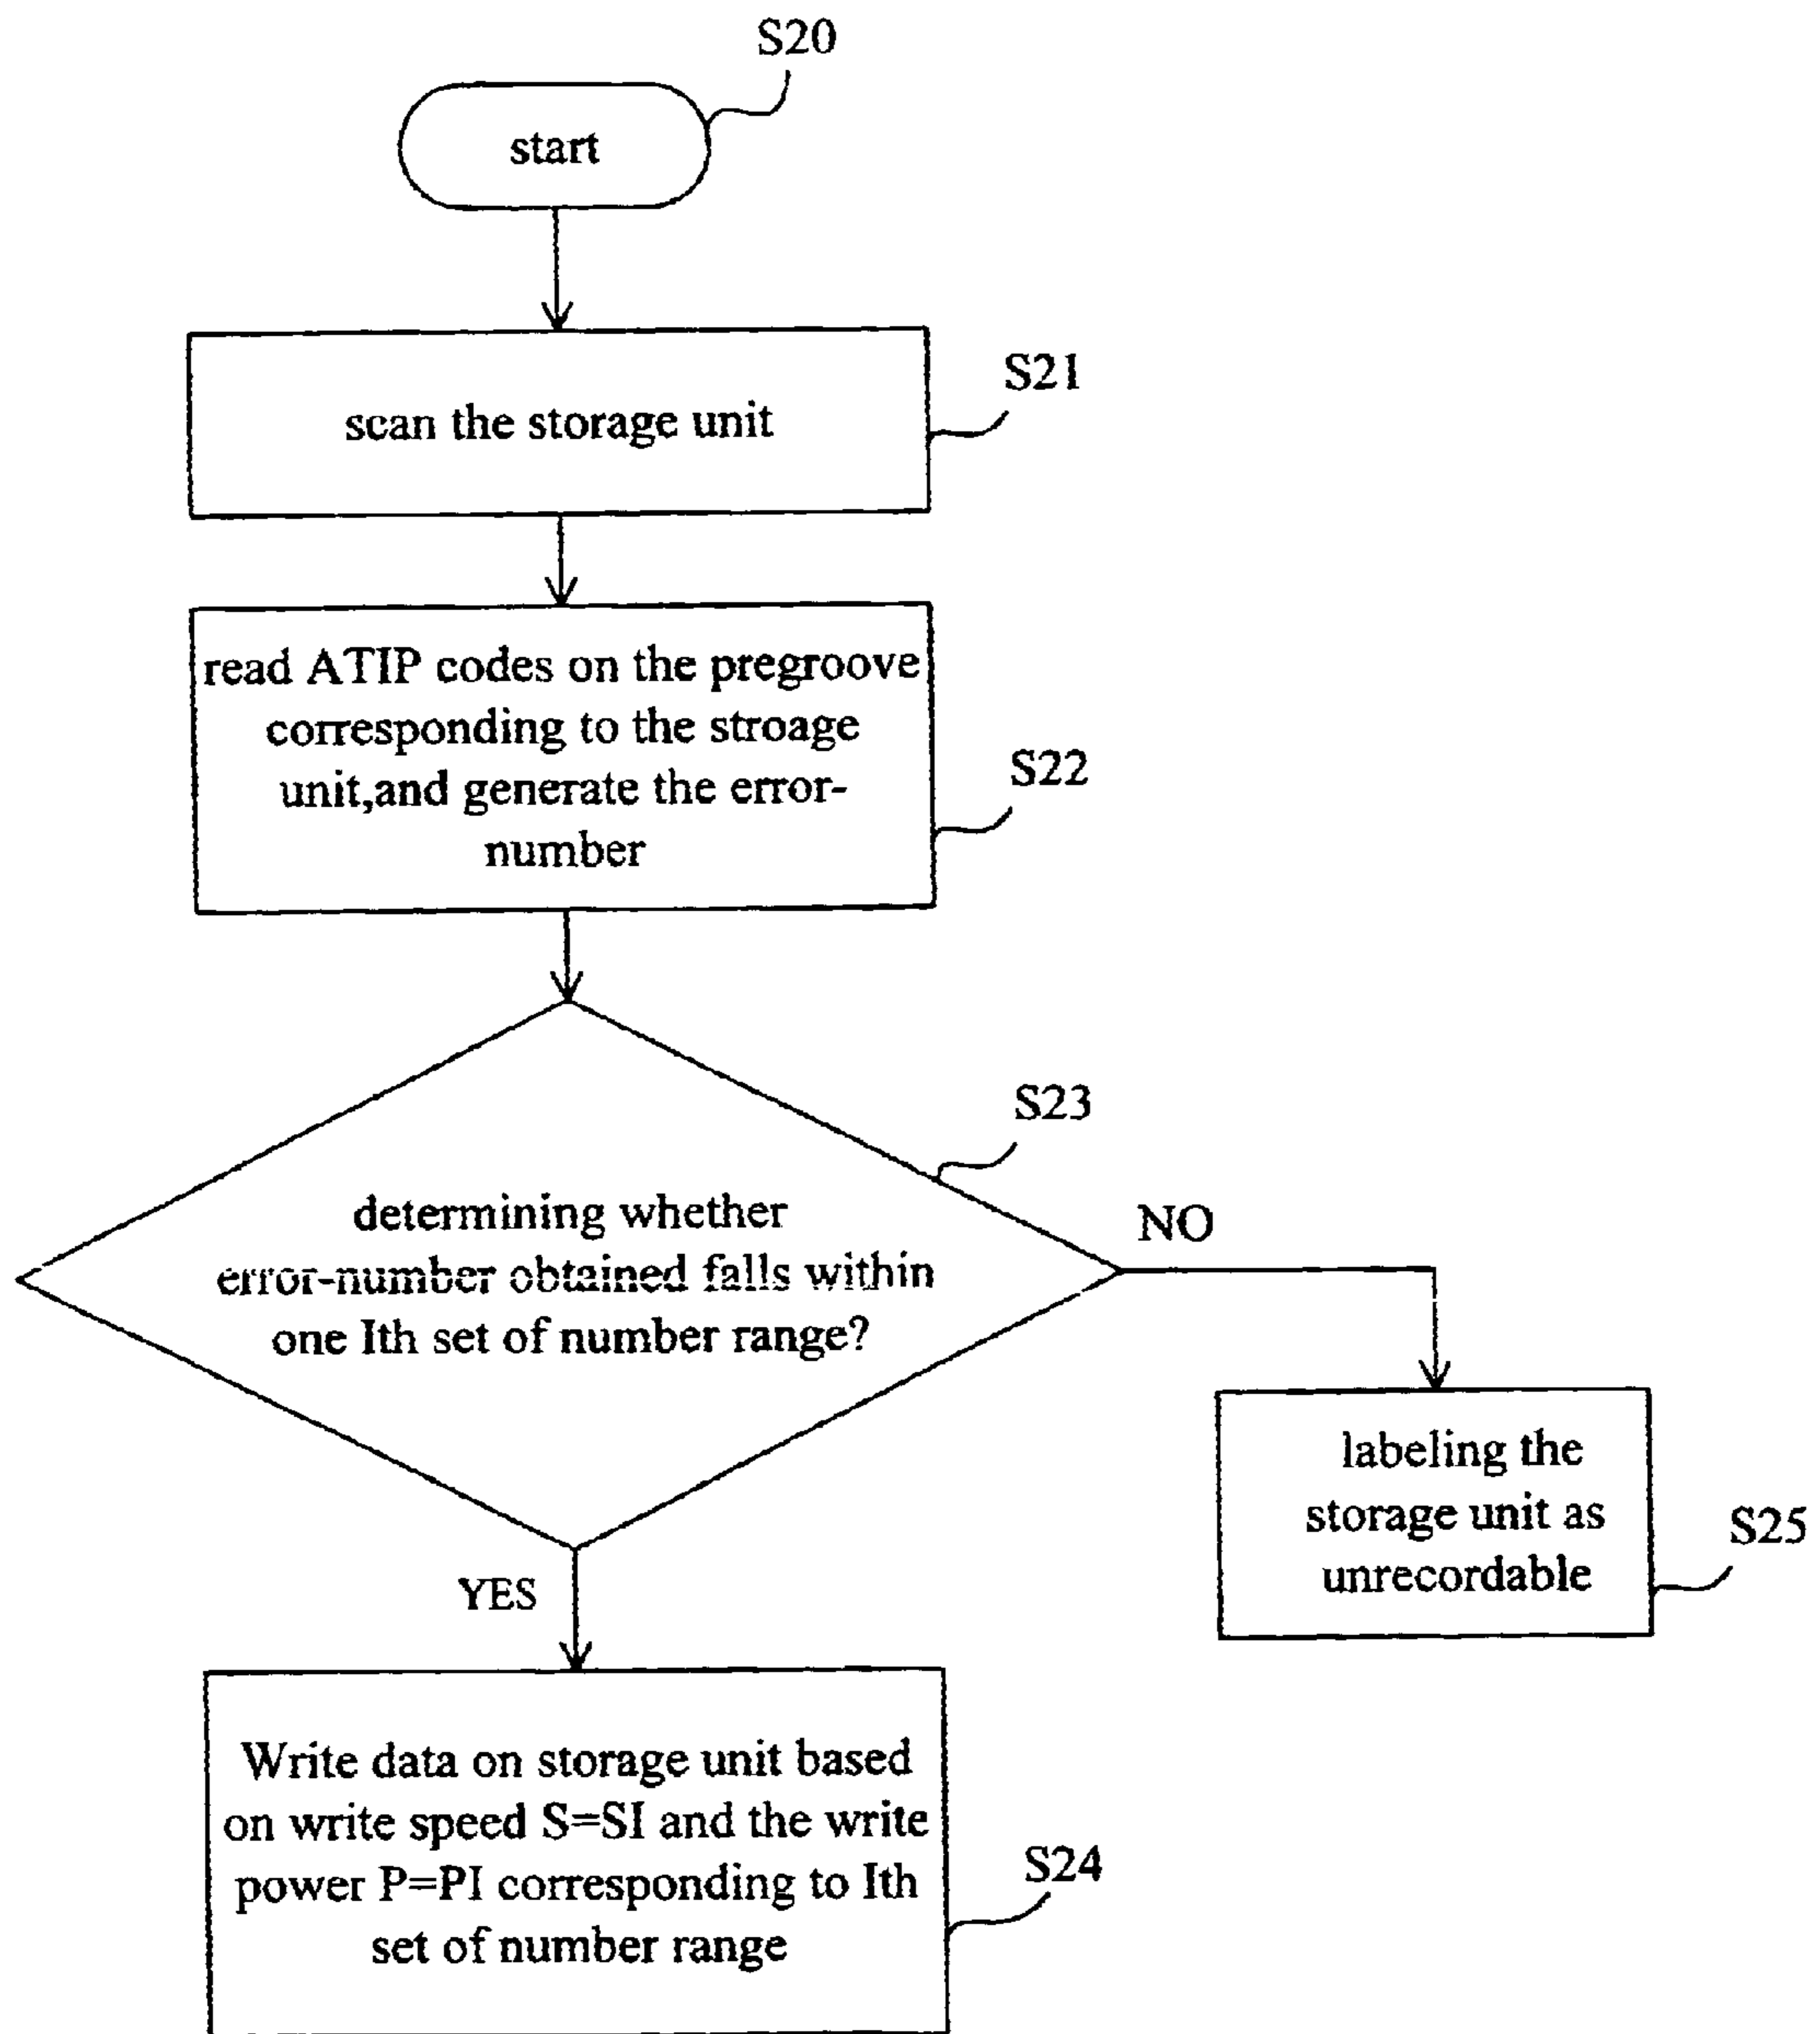 S20
start
S21
scan the storage unit
read ATIP codes on the pregroove
corresponding to the stroage
unit,and generate the error-
number
S22
S23
determining whether
error-number obtained falls within
one Ith set of number range?
NO
labeling the
storage unit as
unrecordable
S25
YES
Write data on storage unit based
on write speed S=SI and the write
power P=PI corresponding to Ith
set of number range
S24